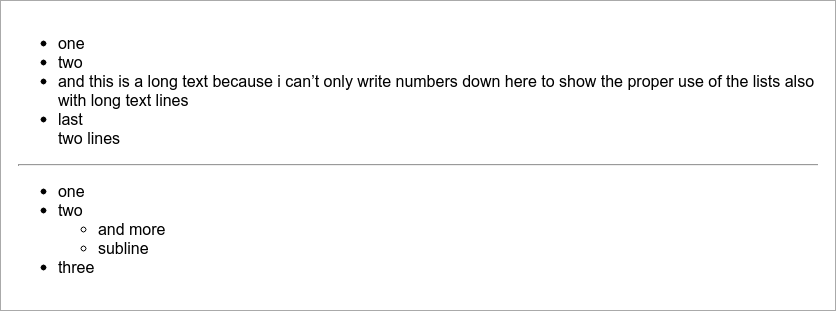 one
two
and this is a long text because i can’t only write numbers down here to show the proper use of the lists also
with long text lines
last
two lines
one
two
and more
subline
three